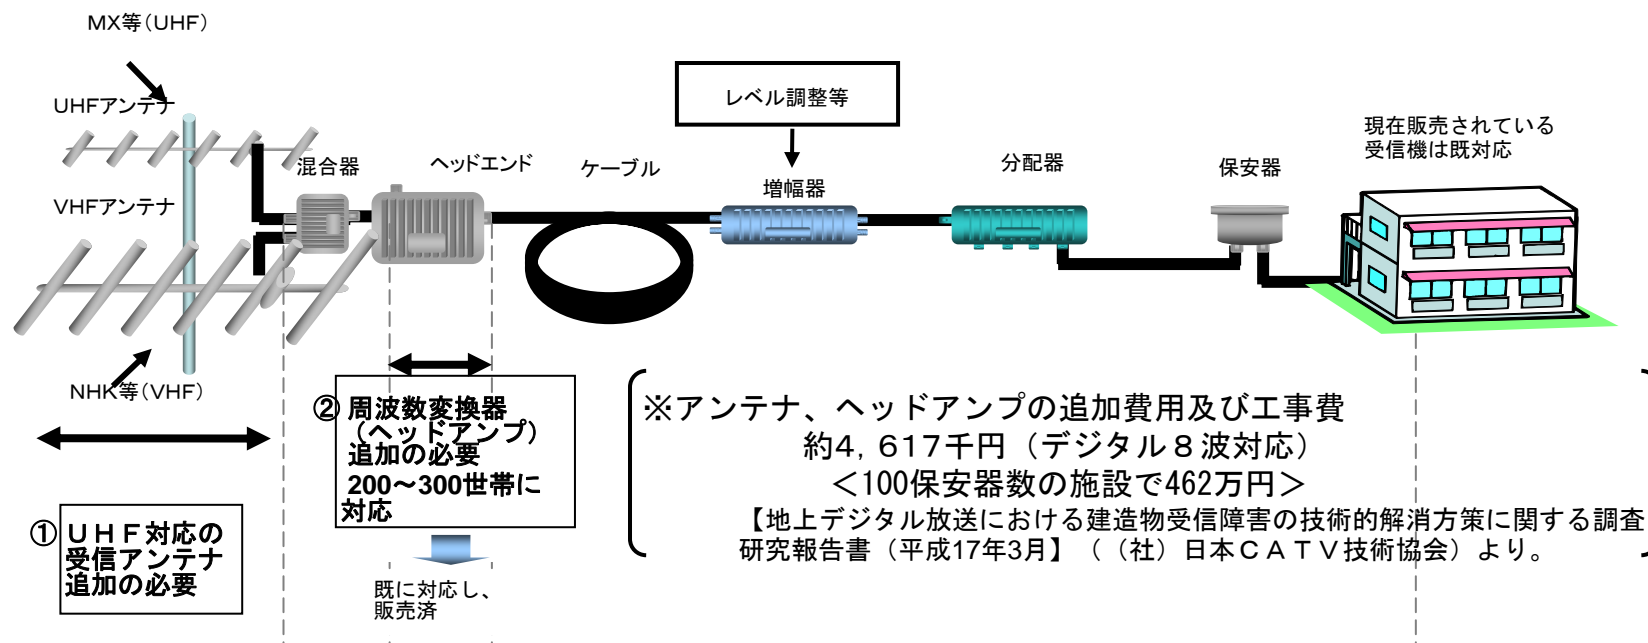 MX等(UHF)
UHFアンテナ
VHFアンテナ
混合器
ヘッドエンド
ケーブル
レベル調整等
増幅器
分配器
保安器
現在販売されている
受信機は既対応
NHK等(VHF)
① UHF対応の
受信アンテナ
追加の必要
② 周波数変換器
(ヘッドアンプ)
追加の必要
200～300世帯に
対応
既に対応し、
販売済
※アンテナ、ヘッドアンプの追加費用及び工事費
約4，617千円（デジタル８波対応）
＜100保安器数の施設で462万円＞
【地上デジタル放送における建造物受信障害の技術的解消方策に関する調査
研究報告書（平成17年3月】（（社）日本ＣＡＴＶ技術協会）より。